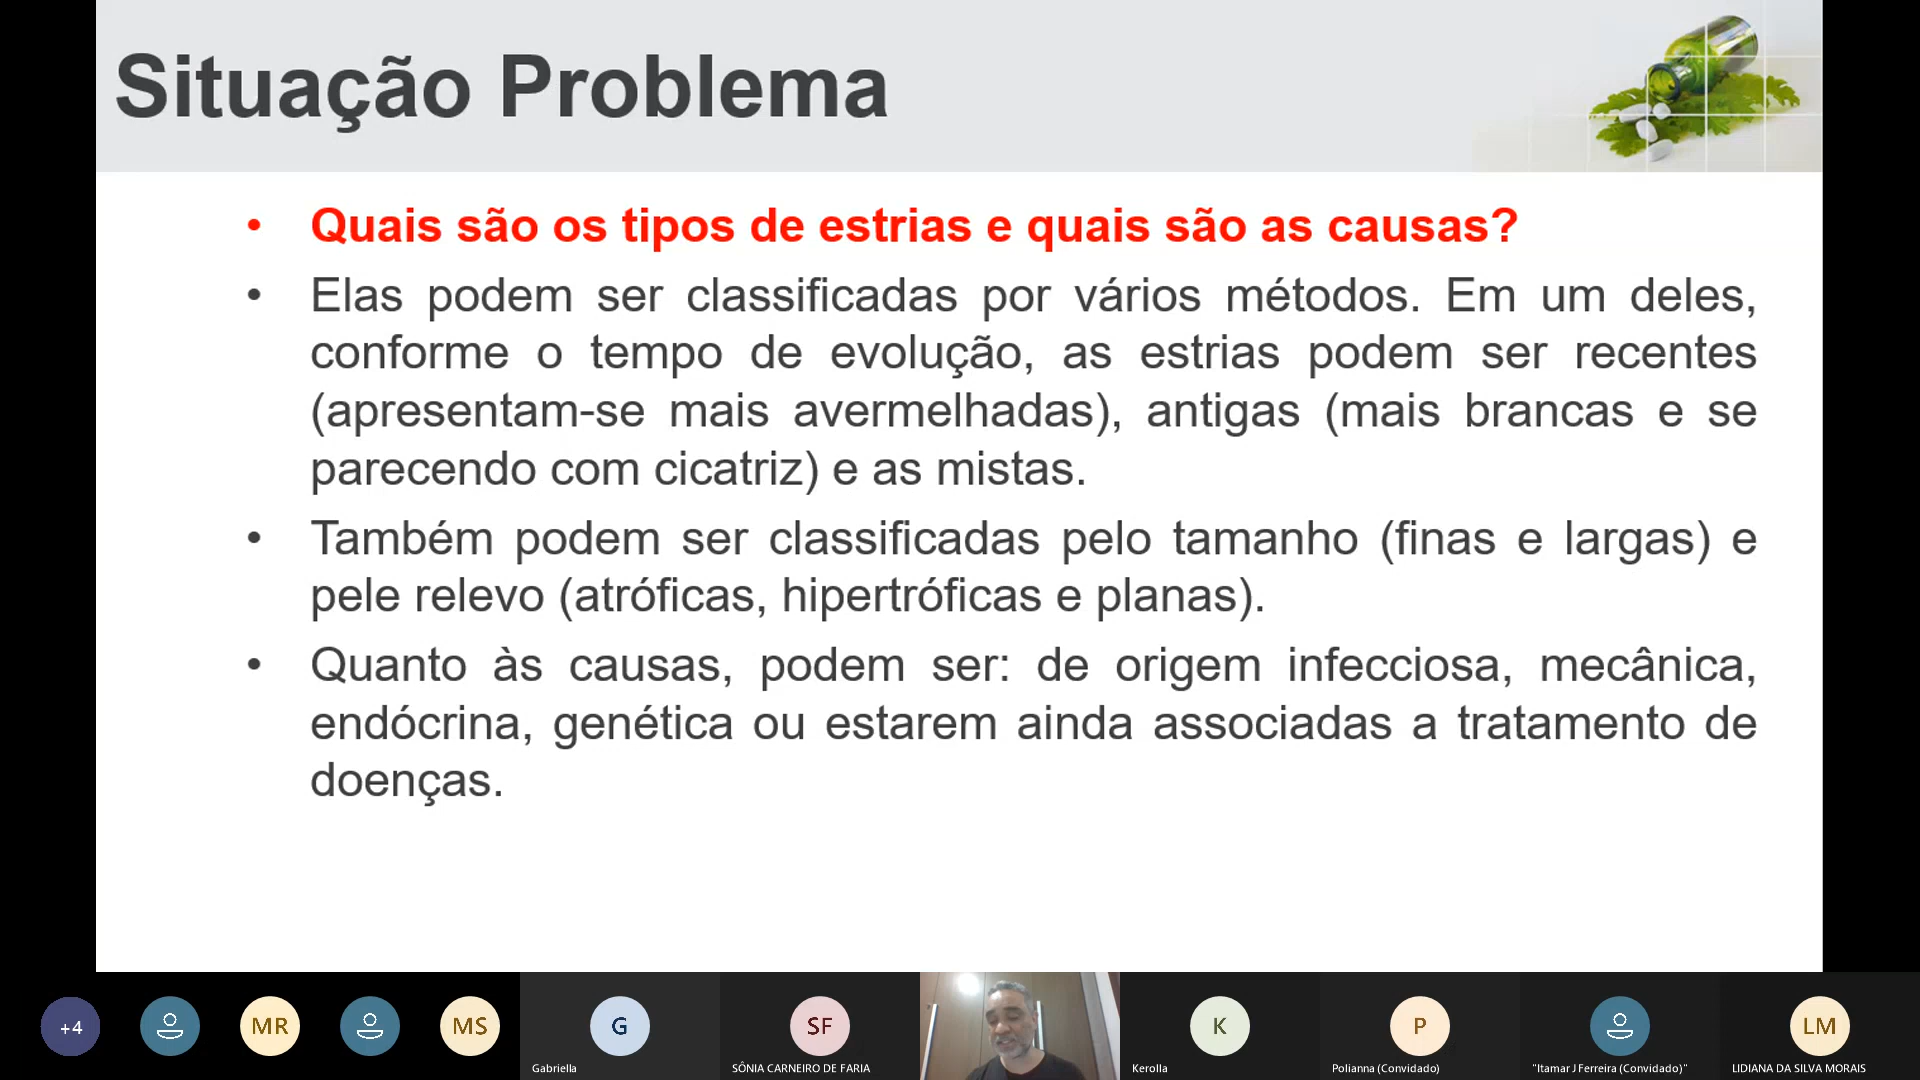 Situação Problema
• Quais são os tipos de estrias e quais são as causas?
• Elas podem ser classificadas por vários métodos. Em um deles,
conforme o tempo de evolução, as estrias podem ser recentes
(apresentam-se mais avermelhadas), antigas (mais brancas e se
parecendo com cicatriz) e as mistas.
• Também podem ser classificadas pelo tamanho (finas e largas) e
pele relevo (atróficas, hipertróficas e planas).
• Quanto às causas, podem ser: de origem infecciosa, mecânica,
endócrina, genética ou estarem ainda associadas a tratamento de
doenças.
+4
MR
MS
G
SF
K
P
LM
Gabriella
SÔNIA CARNEIRO DE FARIA
Kerolla
Polianna (Convidado)
"Itamar J Ferreira (Convidado)"
LIDIANA DA SILVA MORAIS